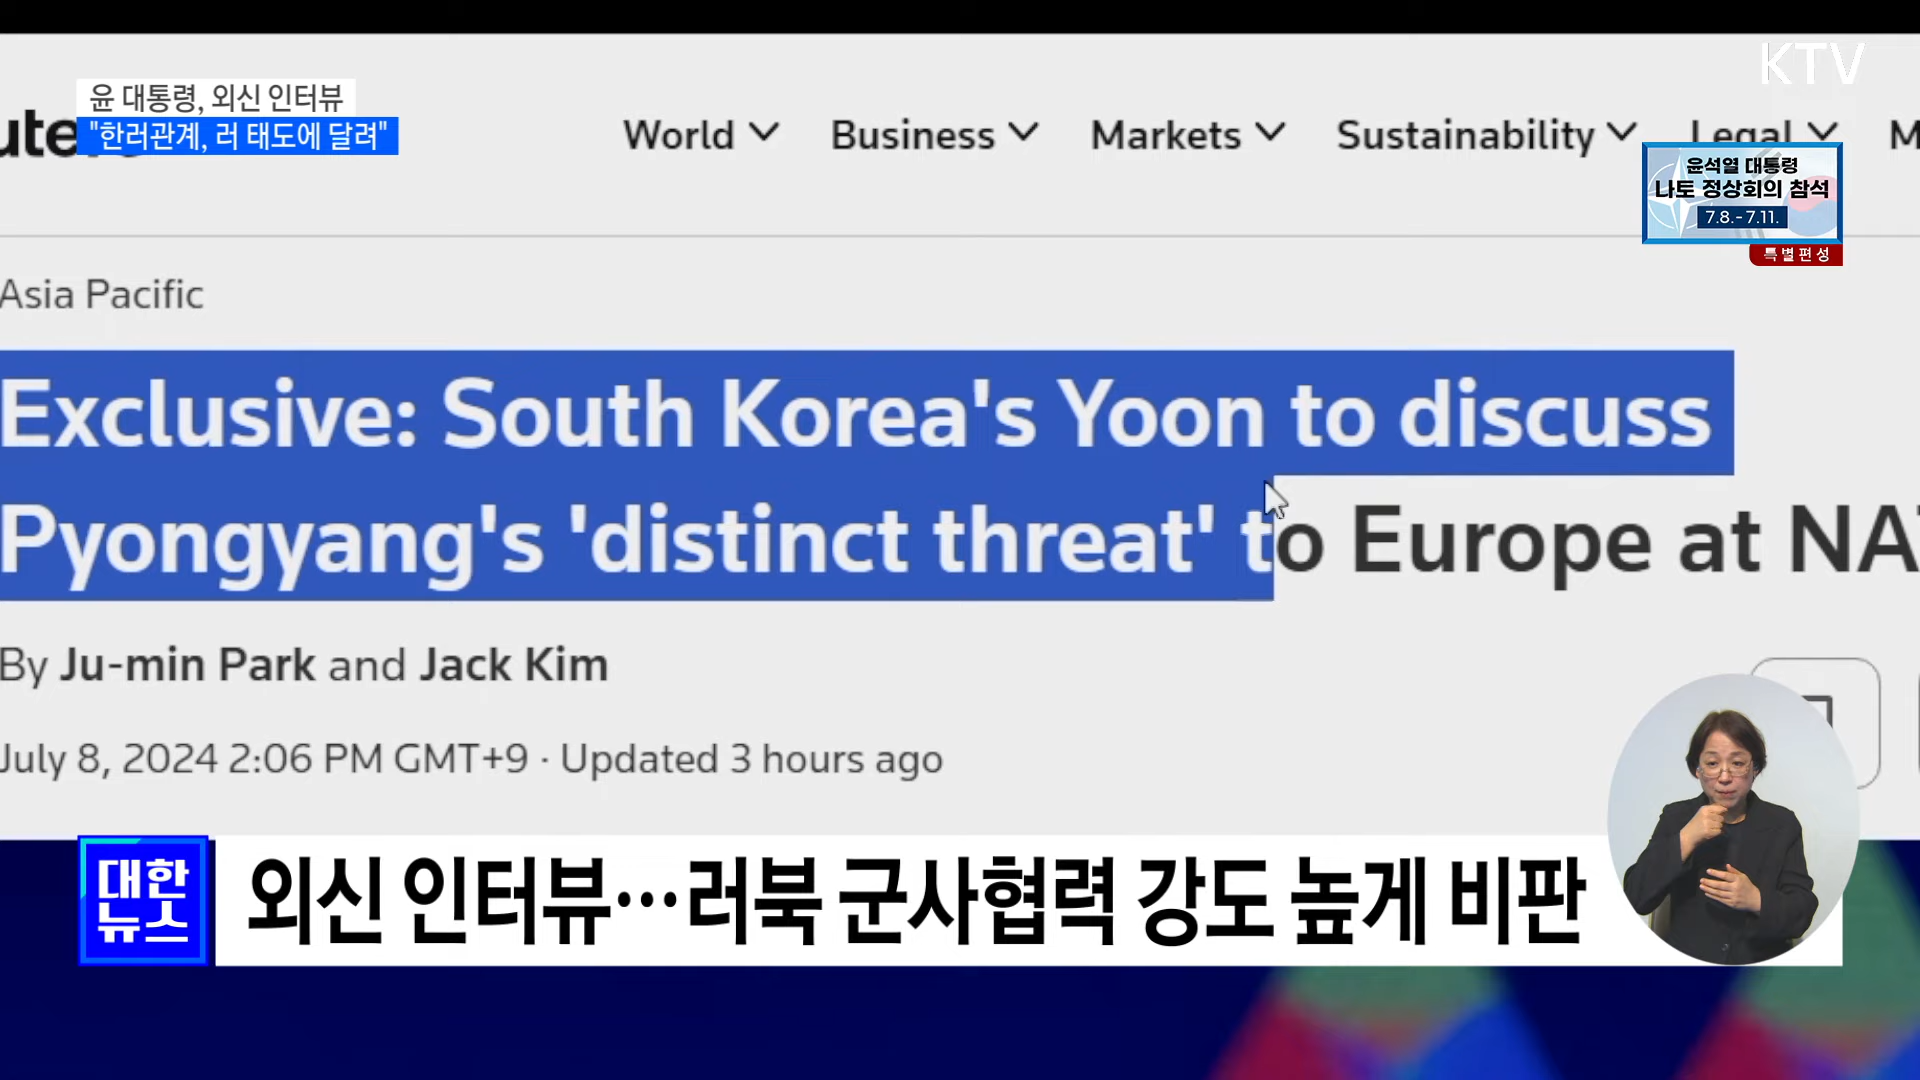 KTV
윤 대통령, 외신 인터뷰
"한러관계, 러 태도에 달려"
World Business Markets Sustainability Legal M
윤석열 대통령
나토 정상회의 참석
7.8.-7.11.
특별편성
Asia Pacific
Exclusive: South Korea's Yoon to discuss
Pyongyang's 'distinct threat' to Europe at NA
By Ju-min Park and Jack Kim
July 8, 2024 2:06 PM GMT+9 · Updated 3 hours ago
대한
뉴스
외신 인터뷰…러북 군사협력 강도 높게 비판